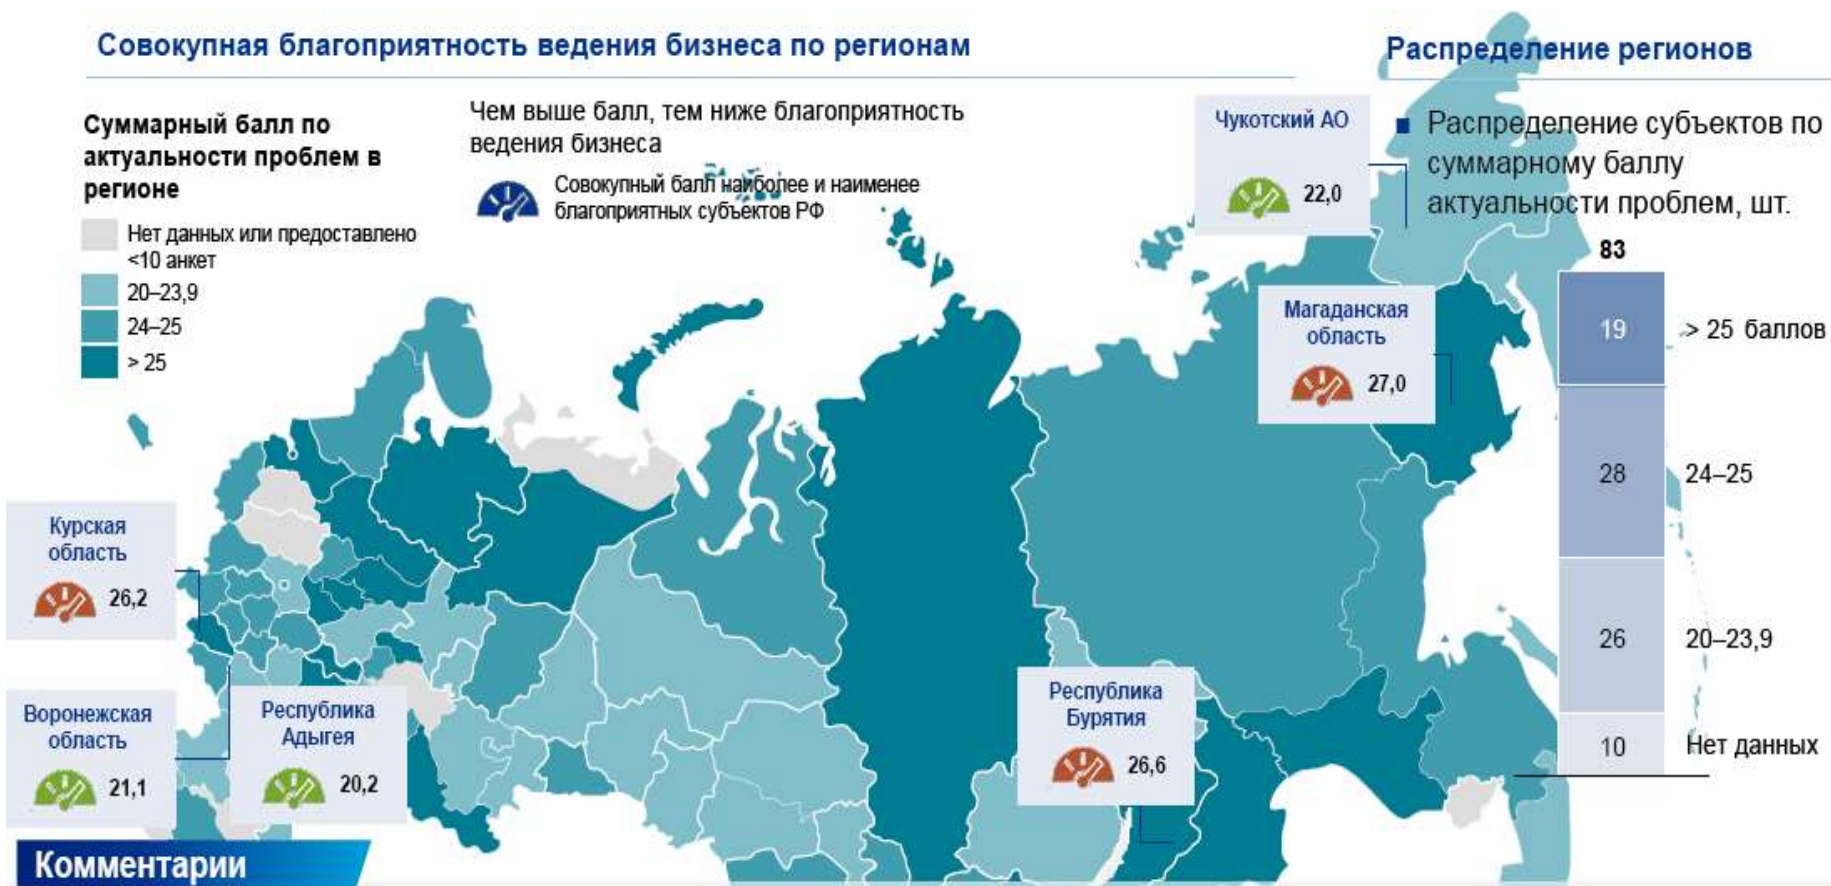 Совокупная благоприятность ведения бизнеса по регионам
Суммарный балл по
актуальности проблем в
регионе
Нет данных или предоставлено
<10 анкет
20–23,9
24–25
> 25
Чем выше балл, тем ниже благоприятность
ведения бизнеса
Совокупный балл наиболее и наименее
благоприятных субъектов РФ
Чукотский АО
22,0
Магаданская
область
27,0
Курская
область
26,2
Воронежская
область
21,1
Республика
Адыгея
20,2
Республика
Бурятия
26,6
Распределение регионов
Распределение субъектов по
суммарному баллу
актуальности проблем, шт.
83
19
> 25 баллов
28
24–25
26
20–23,9
10
Нет данных
Комментарии